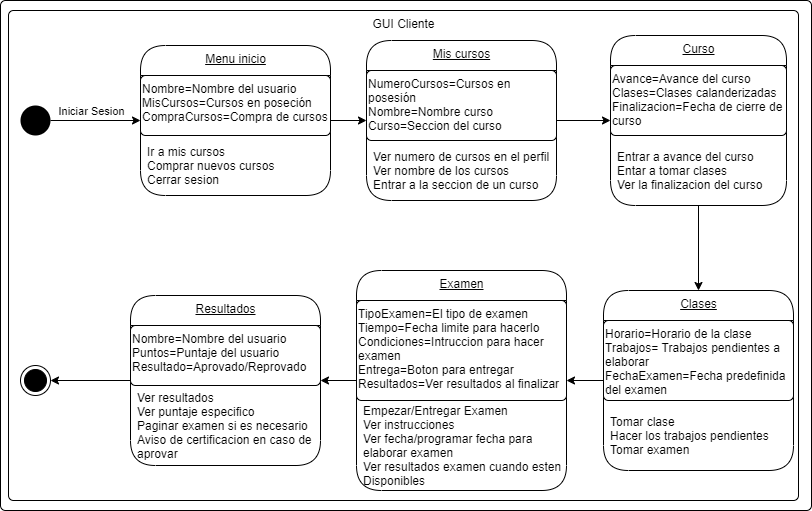 GUI Cliente
Iniciar Sesion
Menu inicio
Nombre=Nombre del usuario
MisCursos=Cursos en poseción
CompraCursos=Compra de cursos
Ir a mis cursos
Comprar nuevos cursos
Cerrar sesion
Mis cursos
NumeroCursos=Cursos en
posesión
Nombre=Nombre curso
Curso=Seccion del curso
Ver numero de cursos en el perfil
Ver nombre de los cursos
Entrar a la seccion de un curso
Curso
Avance=Avance del curso
Clases=Clases calanderizadas
Finalizacion=Fecha de cierre de
curso
Entrar a avance del curso
Entar a tomar clases
Ver la finalizacion del curso
Clases
Horario=Horario de la clase
Trabajos= Trabajos pendientes a
elaborar
FechaExamen=Fecha predefinida
del examen
Tomar clase
Hacer los trabajos pendientes
Tomar examen
Examen
TipoExamen=El tipo de examen
Tiempo=Fecha limite para hacerlo
Condiciones=Intruccion para hacer
examen
Entrega=Boton para entregar
Resultados=Ver resultados al finalizar
Empezar/Entregar Examen
Ver instrucciones
Ver fecha/programar fecha para
elaborar examen
Ver resultados examen cuando esten
Disponibles
Resultados
Nombre=Nombre del usuario
Puntos=Puntaje del usuario
Resultado=Aprovado/Reprovado
Ver resultados
Ver puntaje especifico
Paginar examen si es necesario
Aviso de certificacion en caso de
aprovar